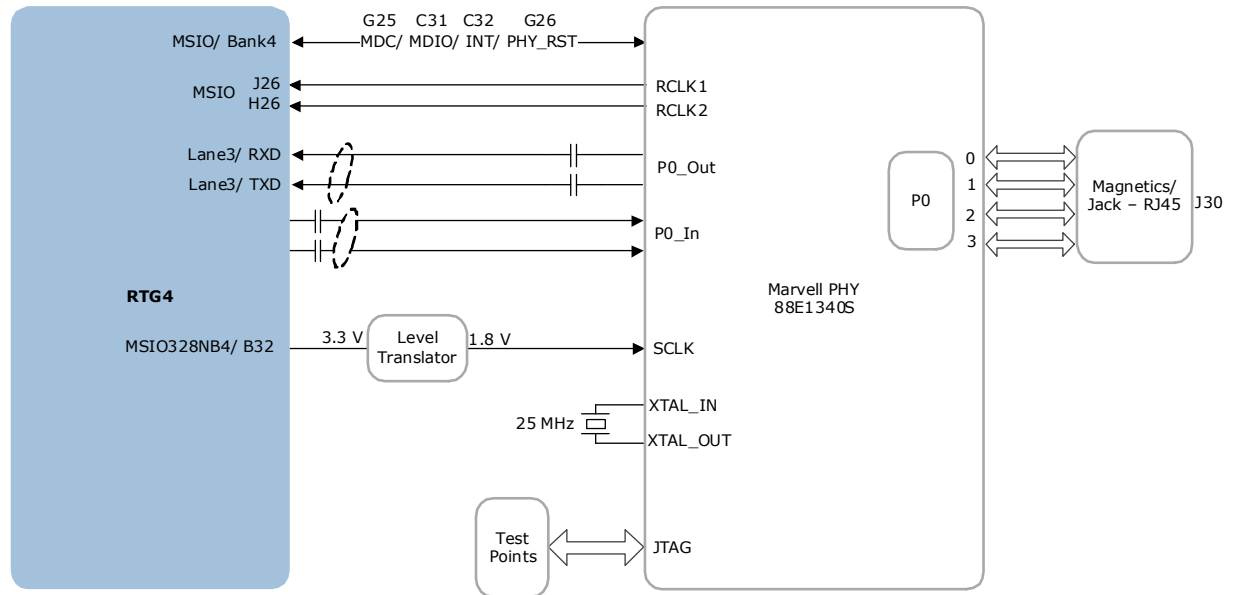 G25 C31 C32 G26
MSIO/ Bank4
MDC/ MDIO/ INT/ PHY_RST
J26
MSIO
H26
RCLK1
RCLK2
Lane3/ RXD
Lane3/ TXD
P0_Out
P0_In
P0
0
1
2
3
Magnetics/
Jack – RJ45
J30
RTG4
Marvell PHY
88E1340S
MSIO328NB4/ B32
3.3 V
Level
Translator
1.8 V
SCLK
XTAL_IN
25 MHz
XTAL_OUT
Test
Points
JTAG